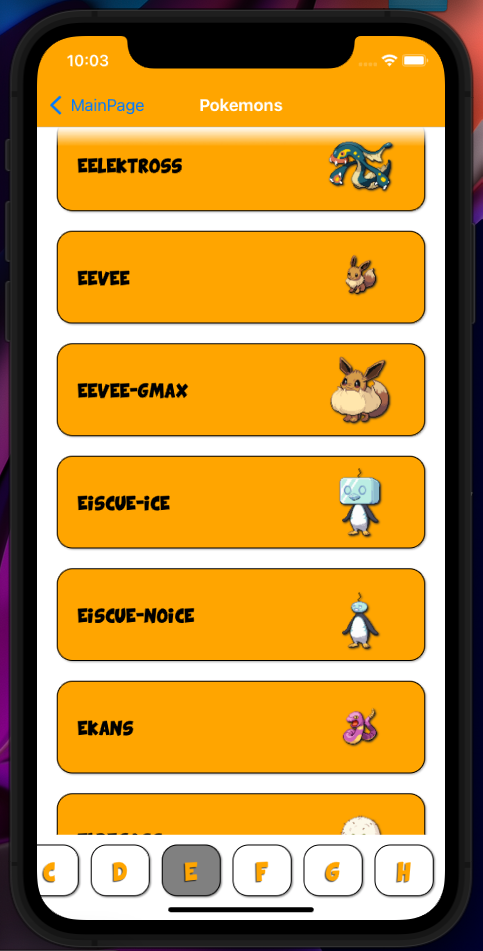 10:03
MainPage
Pokemons
EELEKTROSS
EEVEE
EEVEE-GMAX
EiSCUE-iCE
EiSCUE-NOiCE
EKANS
C D E F G H